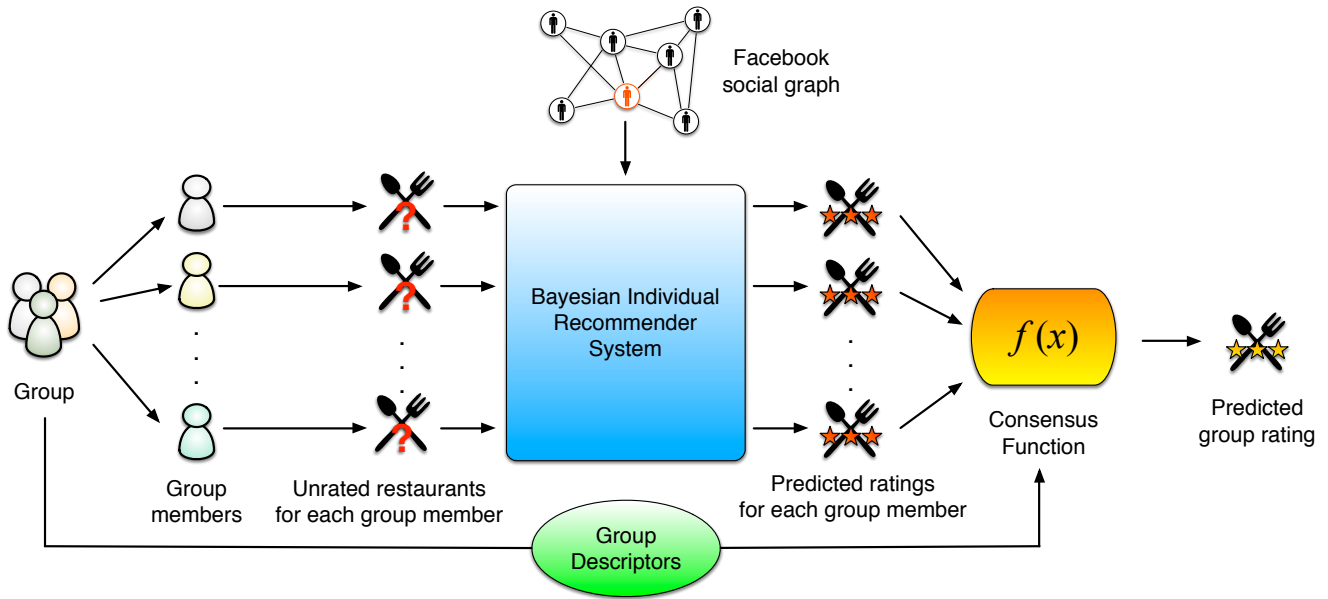 Facebook
social graph
?
?
Bayesian Individual
Recommender
System
f(x)
Group
?
Consensus
Function
Predicted
group rating
Group
members
Unrated restaurants
for each group member
Predicted ratings
for each group member
Group
Descriptors